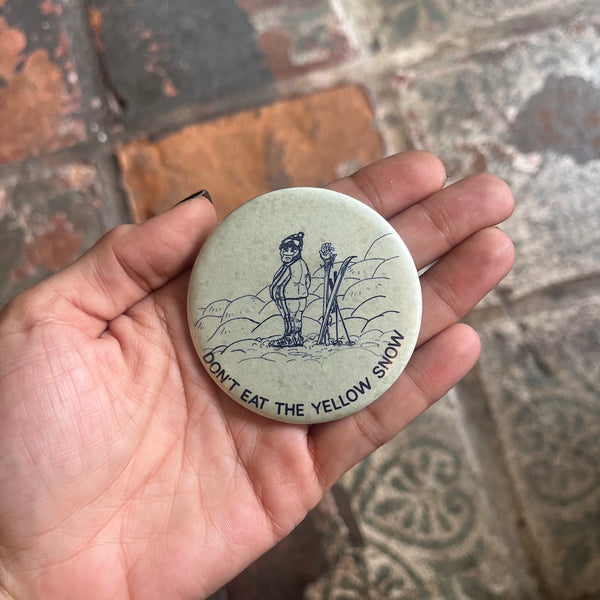 DON'T EAT THE YELLOW SNOW